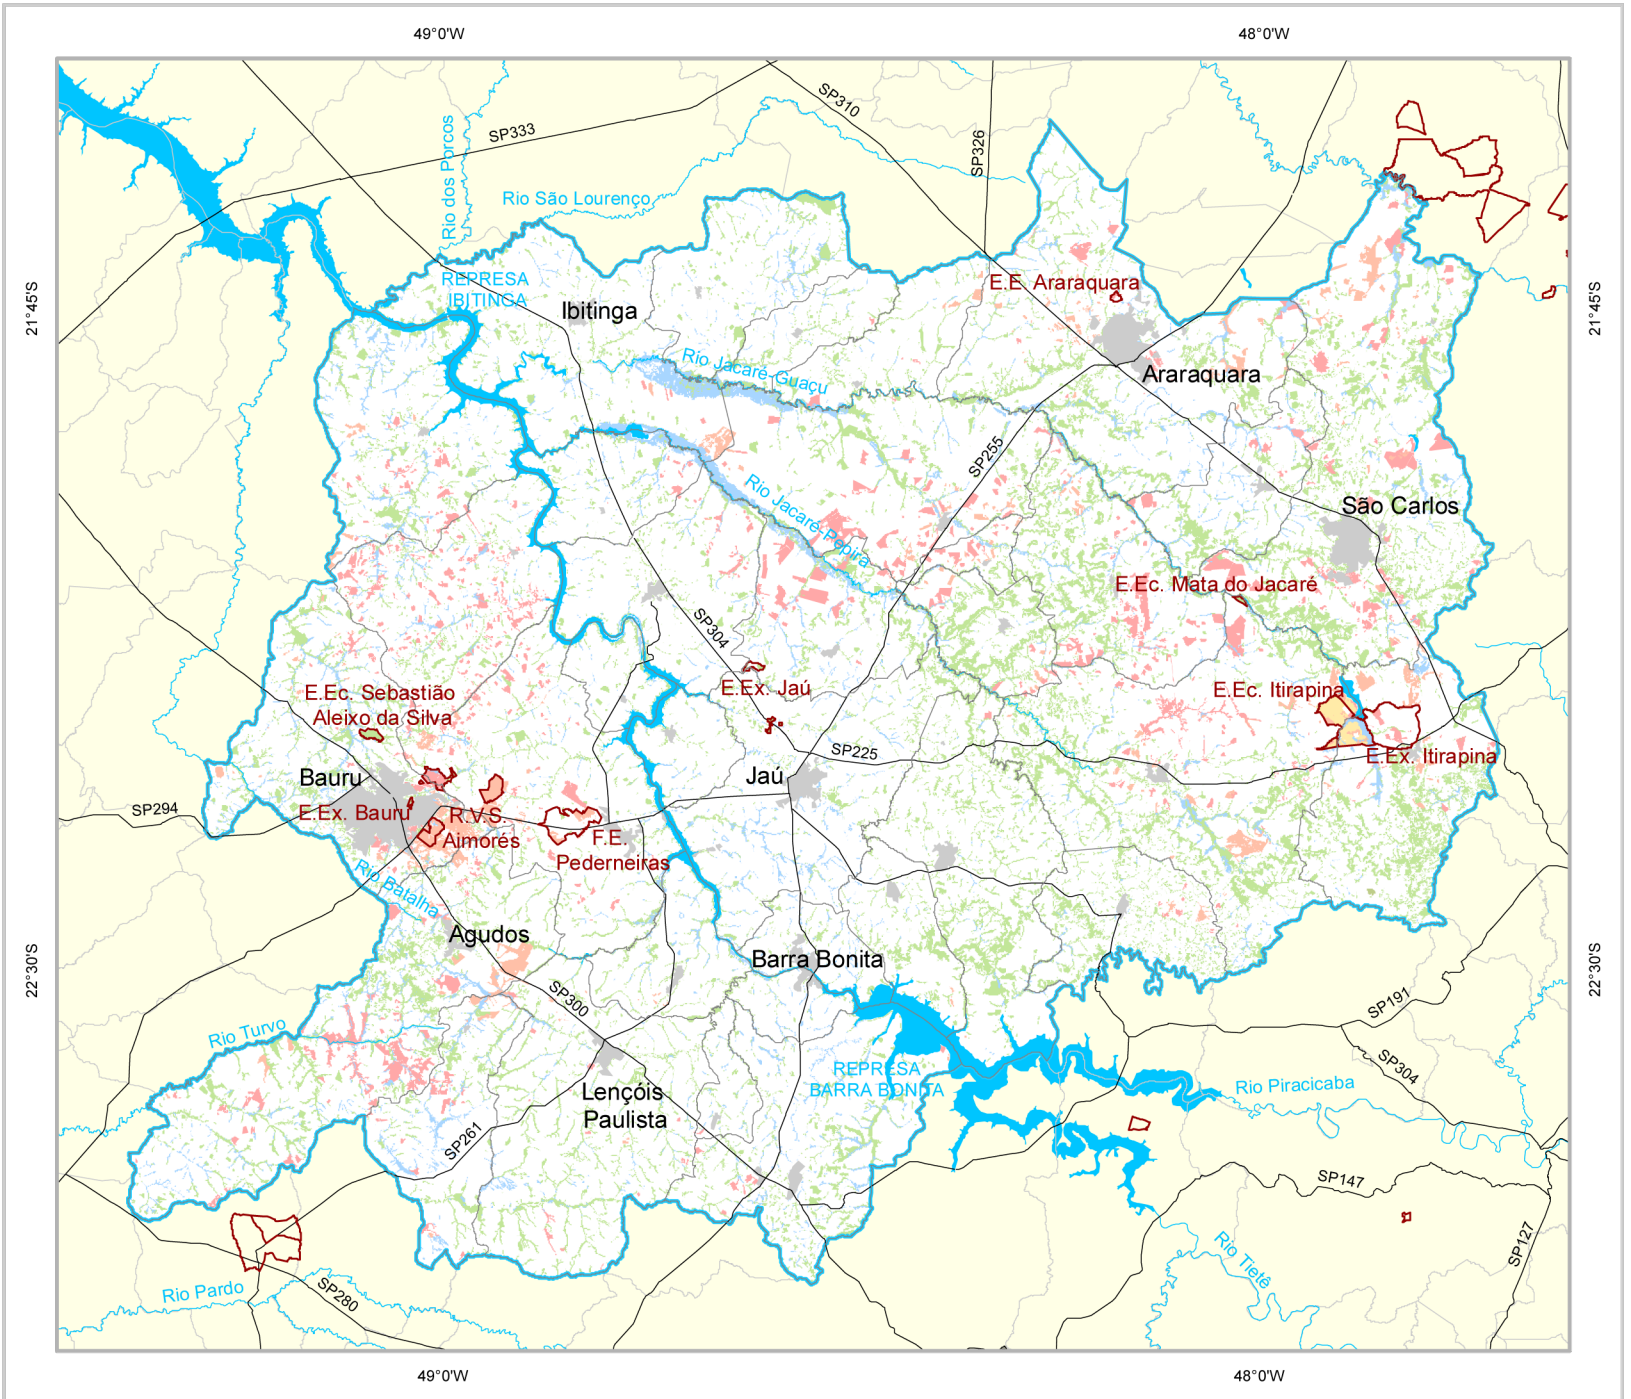 49°0'W
48°0'W
SP310
SP333
SP326
Rio dos Porcos
Rio São Lourenço
REPRESA
IBITINGA
E.E. Araraquara
21°45'S
21°45'S
Ibitinga
Rio Jacaré-Guaçu
Araraquara
SP255
Rio Jacaré-Pepira
São Carlos
E.Ec. Mata do Jacaré
SP304
E.Ex. Jaú
E.Ec. Itirapina
E.Ec. Sebastião
Aleixo da Silva
SP225
E.Ex. Itirapina
Bauru
Jaú
SP294
E.Ex. Bauru
R.V.S.
Aimorés
F.E.
Pederneiras
Rio Batalha
Agudos
Barra Bonita
22°30'S
22°30'S
SP300
SP191
Rio Turvo
SP304
REPRESA
BARRA BONITA
Rio Piracicaba
Lençóis
Paulista
SP261
SP147
SP127
Rio Tietê
Rio Pardo
SP280
49°0'W
48°0'W